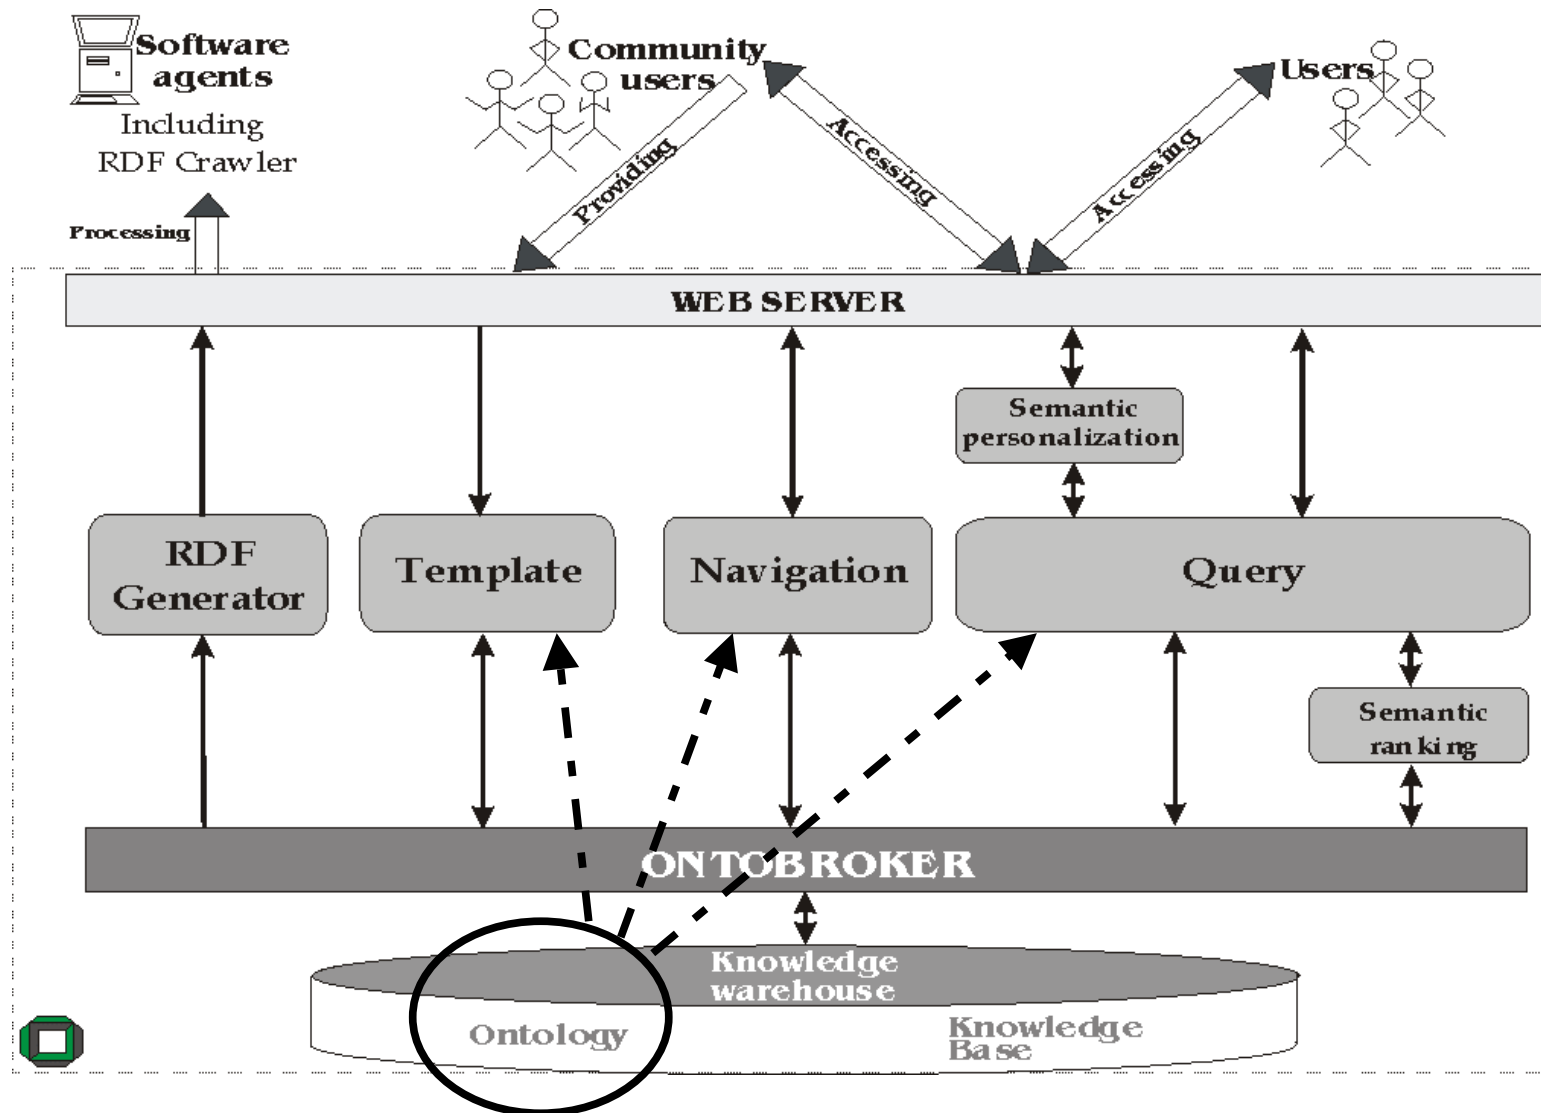 Software
agents
Including
RDF Crawler
Community
users
Users
Processing
Providing
Accessing
Accessing
WEB SERVER
Semantic
personalization
RDF
Generator
Template
Navigation
Query
Semantic
ranking
ONTOBROKER
Knowledge
warehouse
Ontology
Knowledge
Base